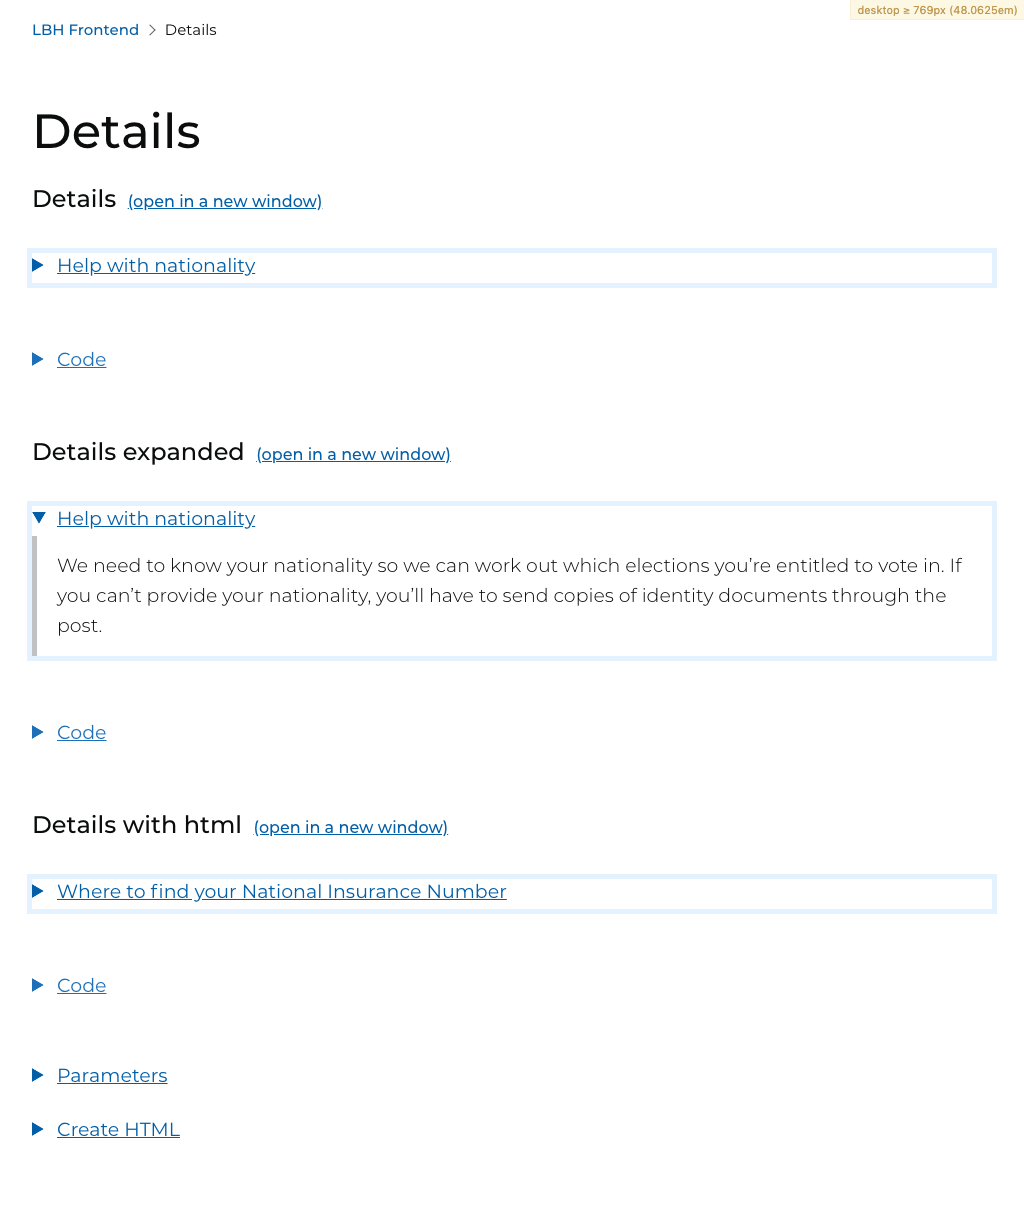 desktop ≥ 769px (48.0625em)
LBH Frontend > Details
Details
Details (open in a new window)
Help with nationality
Code
Details expanded (open in a new window)
Help with nationality
We need to know your nationality so we can work out which elections you’re entitled to vote in. If
you can’t provide your nationality, you’ll have to send copies of identity documents through the
post.
Code
Details with html (open in a new window)
Where to find your National Insurance Number
Code
Parameters
Create HTML